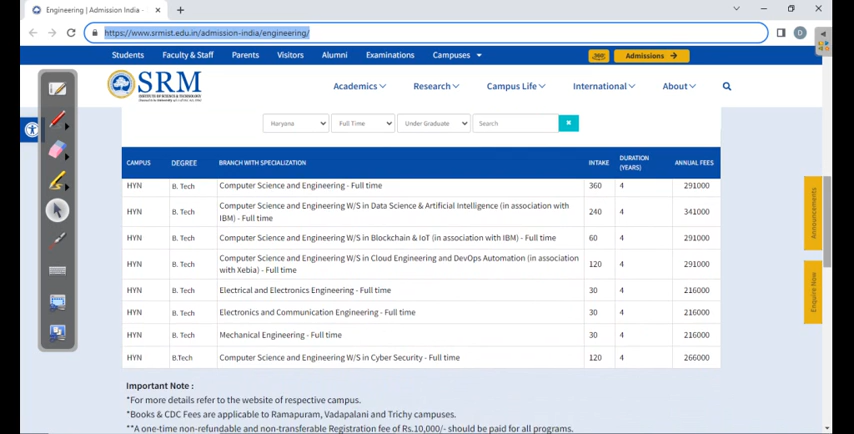 Engineering | Admission India -
https://www.srmist.edu.in/admission-india/engineering/
D
Students Faculty & Staff Parents Visitors Alumni Examinations Campuses Admissions
SRM
Academics Research Campus Life International About
Haryana Full Time Under Graduate Search
CAMPUS DEGREE BRANCH WITH SPECIALIZATION INTAKE DURATION (YEARS) ANNUAL FEES
HYN B. Tech Computer Science and Engineering - Full time 360 4 291000
HYN B. Tech Computer Science and Engineering W/S in Data Science & Artificial Intelligence (in association with
IBM) - Full time 240 4 341000
HYN B. Tech Computer Science and Engineering W/S in Blockchain & IoT (in association with IBM) - Full time 60 4 291000
HYN B. Tech Computer Science and Engineering W/S in Cloud Engineering and DevOps Automation (in association
with Xebia) - Full time 120 4 291000
HYN B. Tech Electrical and Electronics Engineering - Full time 30 4 216000
HYN B. Tech Electronics and Communication Engineering - Full time 30 4 216000
HYN B. Tech Mechanical Engineering - Full time 30 4 216000
HYN B.Tech Computer Science and Engineering W/S in Cyber Security - Full time 120 4 266000
Announcements
Enquire Now
Important Note :
*For more details refer to the website of respective campus.
*Books & CDC Fees are applicable to Ramapuram, Vadapalani and Trichy campuses.
**A one-time non-refundable and non-transferable Registration fee of Rs.10,000/- should be paid for all programs.